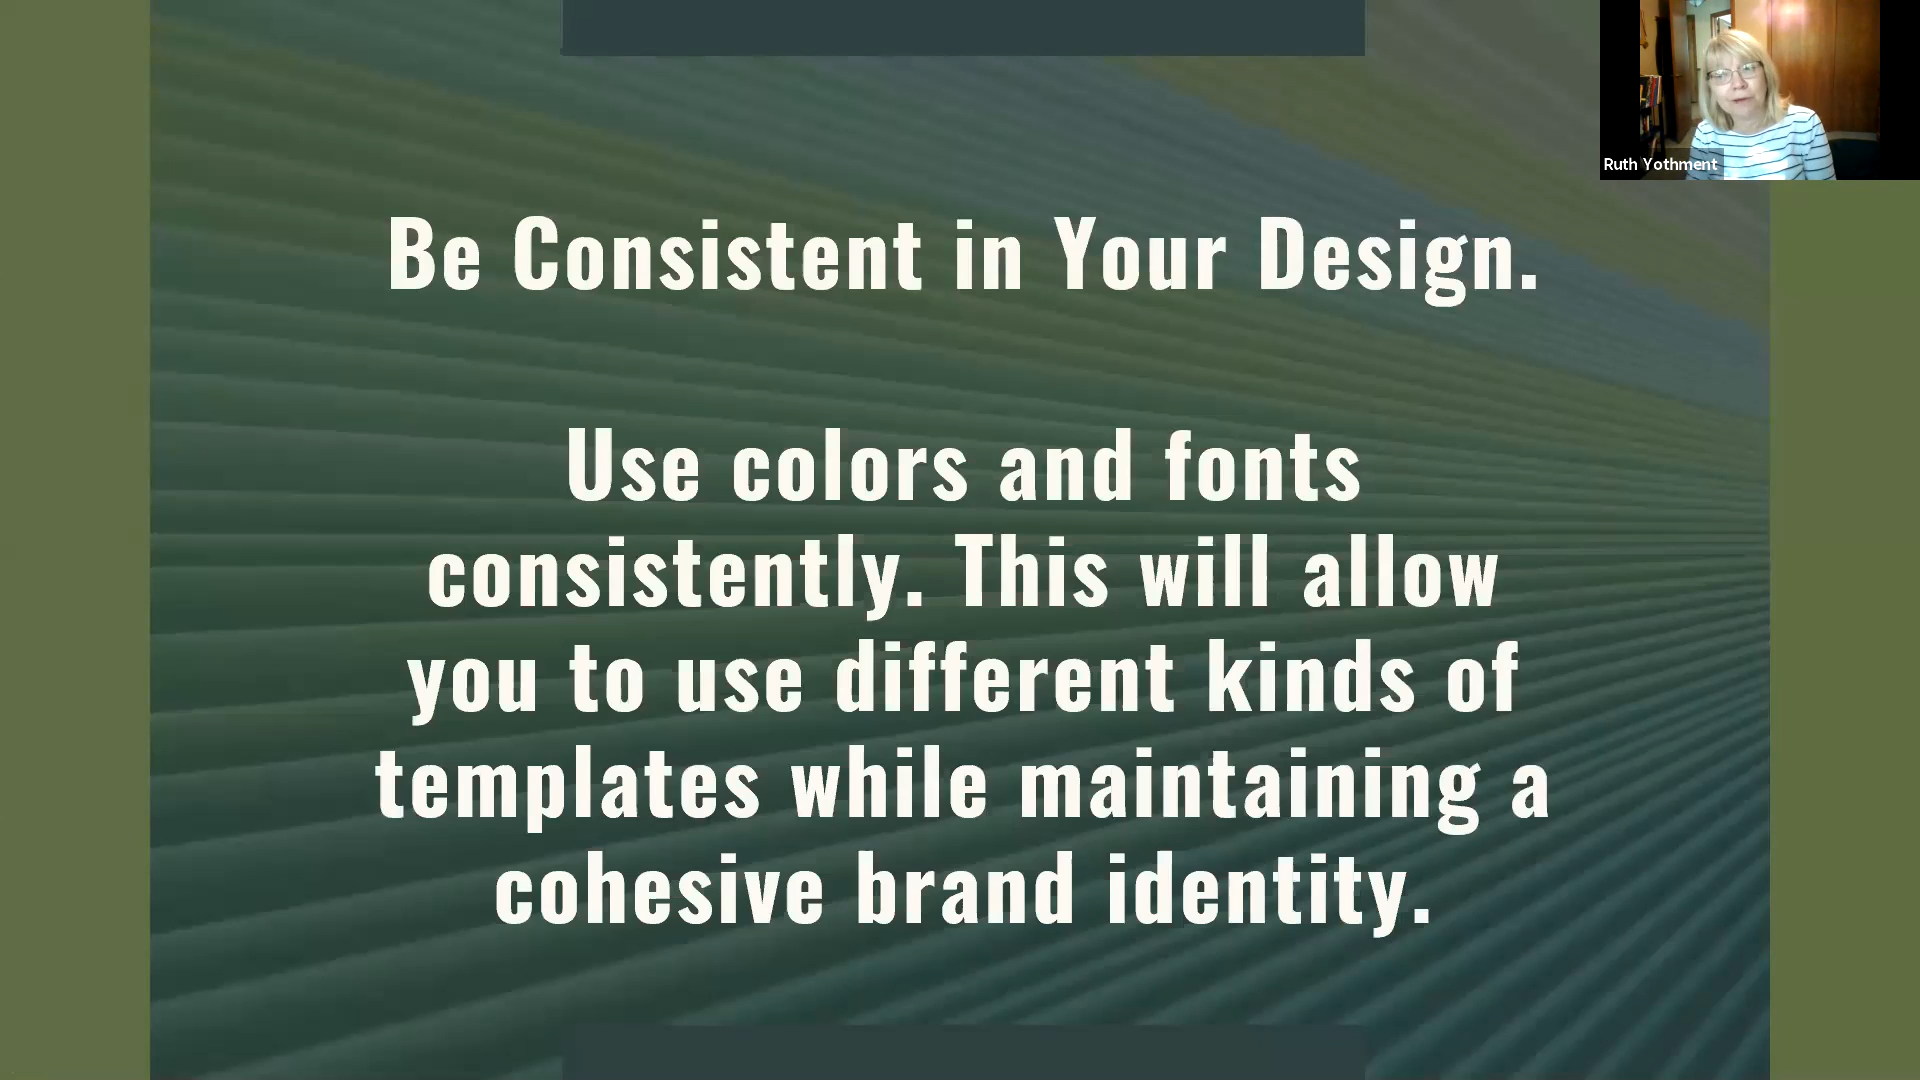 Be Consistent in Your Design.
Use colors and fonts
consistently. This will allow
you to use different kinds of
templates while maintaining a
cohesive brand identity.
Ruth Yothment